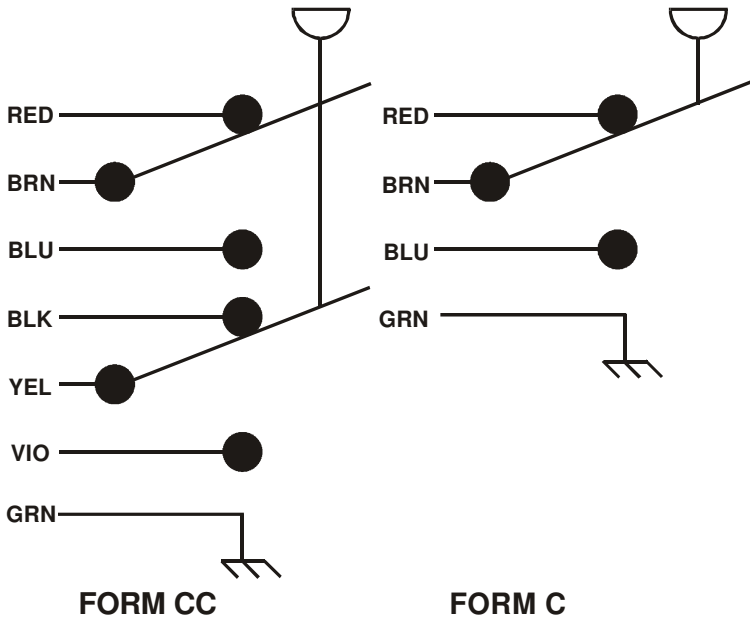 RED
BRN
BLU
BLK
YEL
VIO
GRN
FORM CC
RED
BRN
BLU
GRN
FORM C